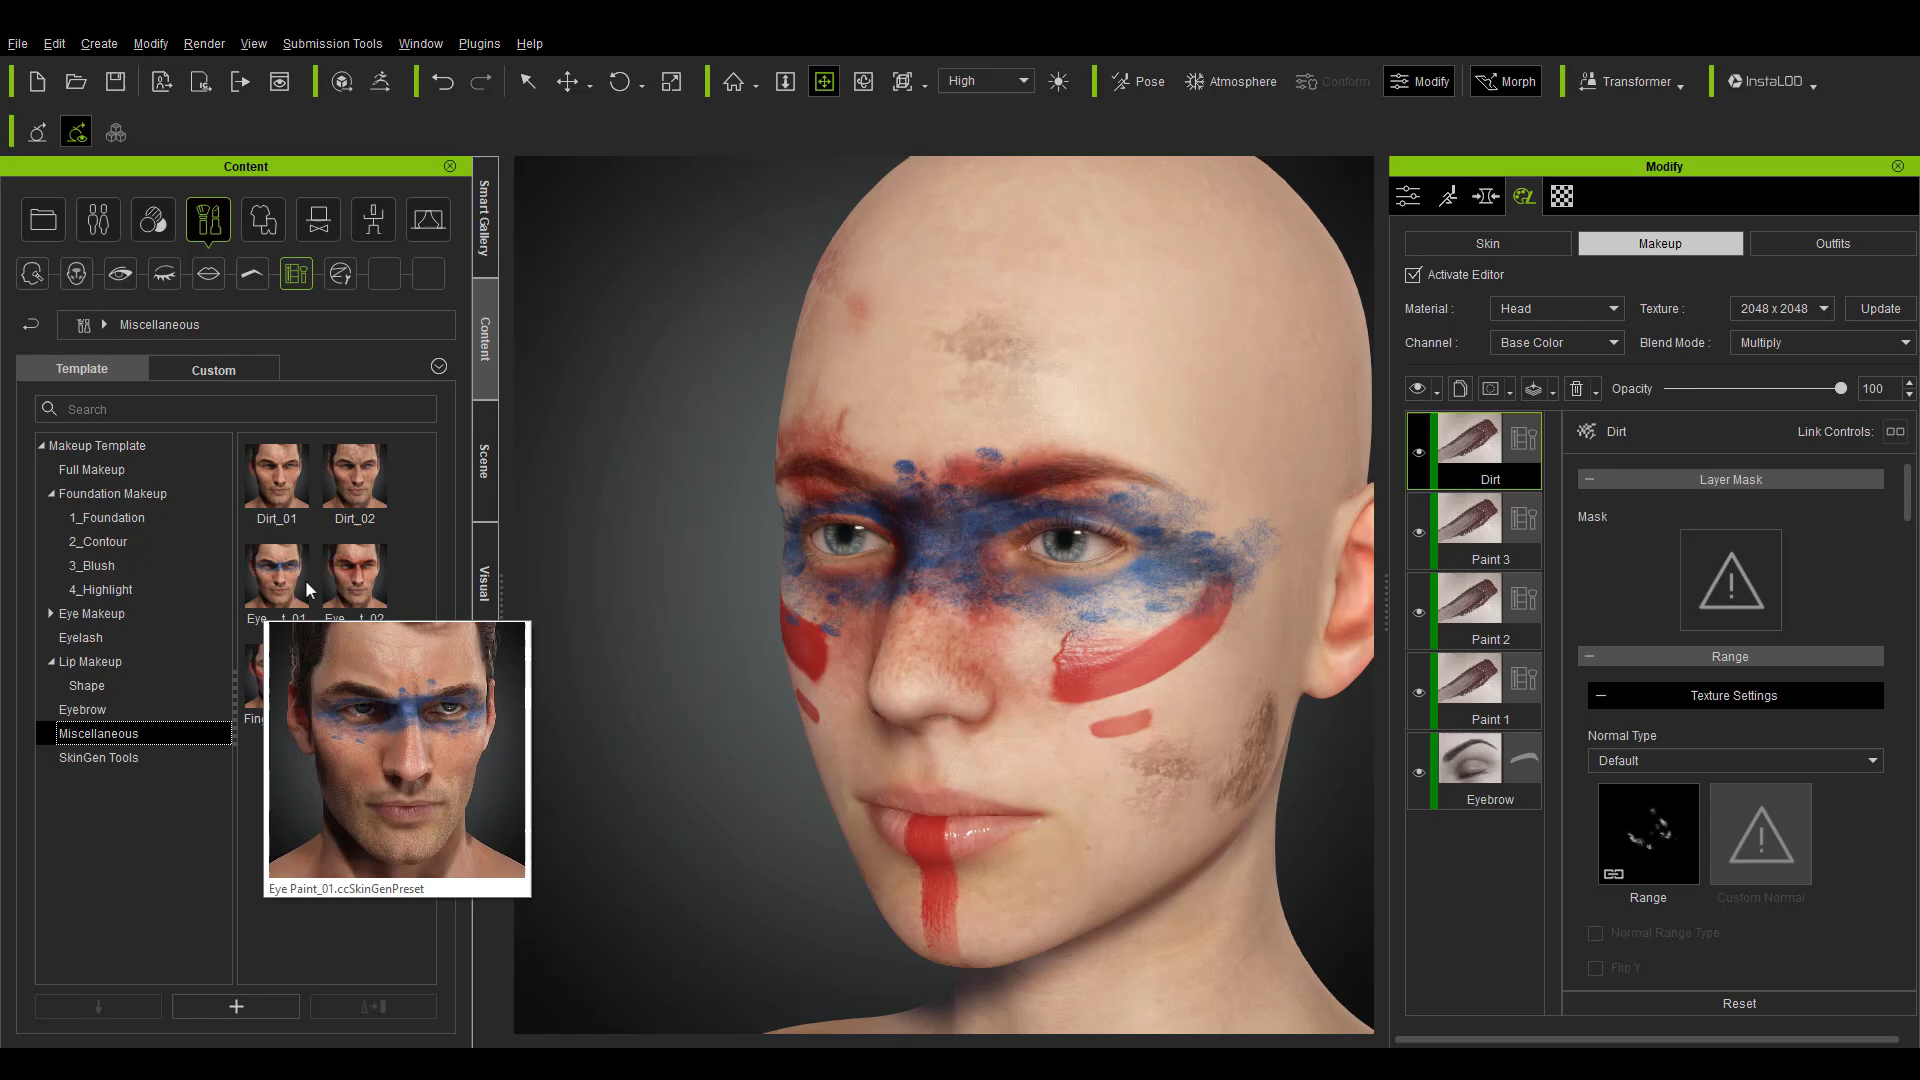 File Edit Create Modify Render View Submission Tools Window Plugins Help
High Pose Atmosphere Conform Modify Morph Transformer InstaLOD
Content
Smart Gallery
Content
Scene
Visual
Miscellaneous
Template Custom
Search
Makeup Template
Full Makeup
Foundation Makeup
1_Foundation
2_Contour
3_Blush
4_Highlight
Eye Makeup
Eyelash
Lip Makeup
Shape
Eyebrow
Miscellaneous
SkinGen Tools
Dirt_01 Dirt_02
Eye...t_01 Eye...t_02
Eye Paint_01.ccSkinGenPreset
Modify
Skin Makeup Outfits
Activate Editor
Material : Head Texture : 2048 x 2048 Update
Channel : Base Color Blend Mode : Multiply
Opacity 100
Dirt
Paint 3
Paint 2
Paint 1
Eyebrow
Dirt Link Controls:
Layer Mask
Mask
Range
Texture Settings
Normal Type
Default
Range Custom Normal
Normal Range Type
Flip Y
Reset